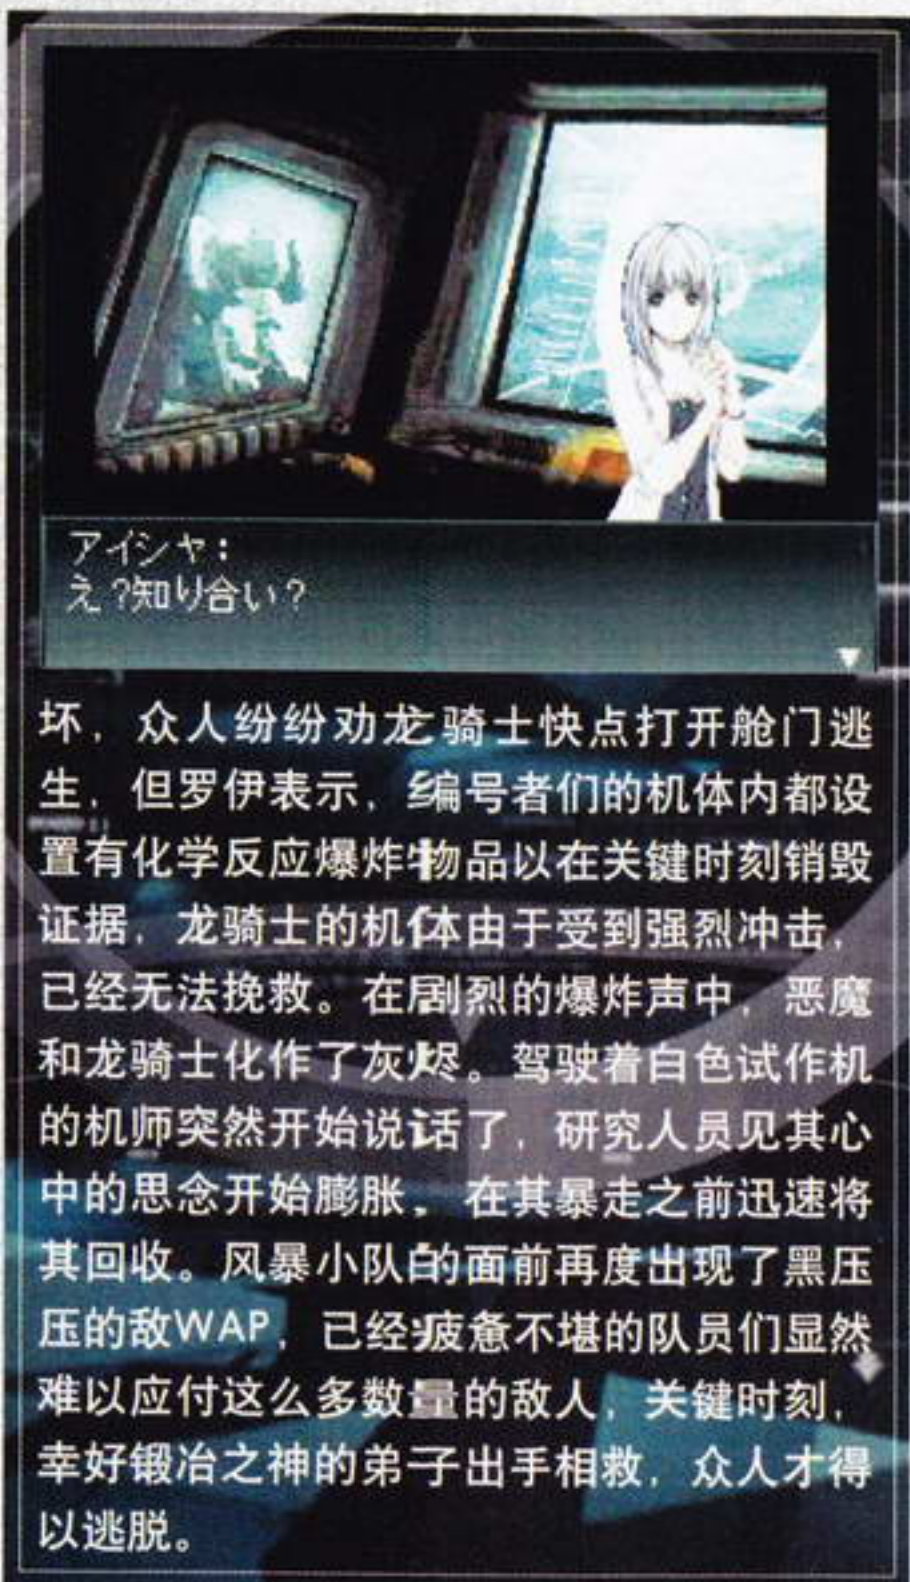 アイシャ：
え？知り合い？
坏，众人纷纷劝龙骑士快点打开舱门逃
生，但罗伊表示，编号者们的机体内都设
置有化学反应爆炸物品以在关键时刻销毁
证据，龙骑士的机体由于受到强烈冲击，
已经无法挽救。在剧烈的爆炸声中，恶魔
和龙骑士化作了灰烬。驾驶着白色试作机
的机师突然开始说话了，研究人员见其心
中的思念开始膨胀，在其暴走之前迅速将
其回收。风暴小队的面前再度出现了黑压
压的敌WAP，已经疲惫不堪的队员们显然
难以应付这么多数量的敌人，关键时刻，
幸好锻冶之神的弟子出手相救，众人才得
以逃脱。